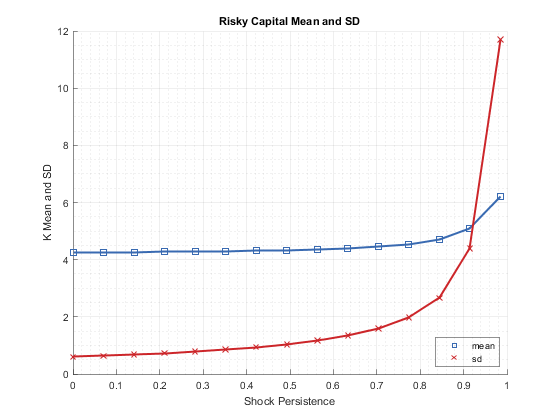 Risky Capital Mean and SD
K Mean and SD
12
10
8
6
4
2
0
0 0.1 0.2 0.3 0.4 0.5 0.6 0.7 0.8 0.9 1
Shock Persistence
mean
sd